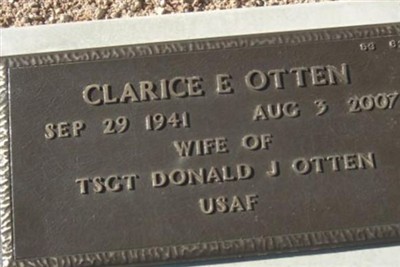 CLARICE E OTTEN
SEP 29 1941 AUG 3 2007
WIFE OF
TSGT DONALD J OTTEN
USAF